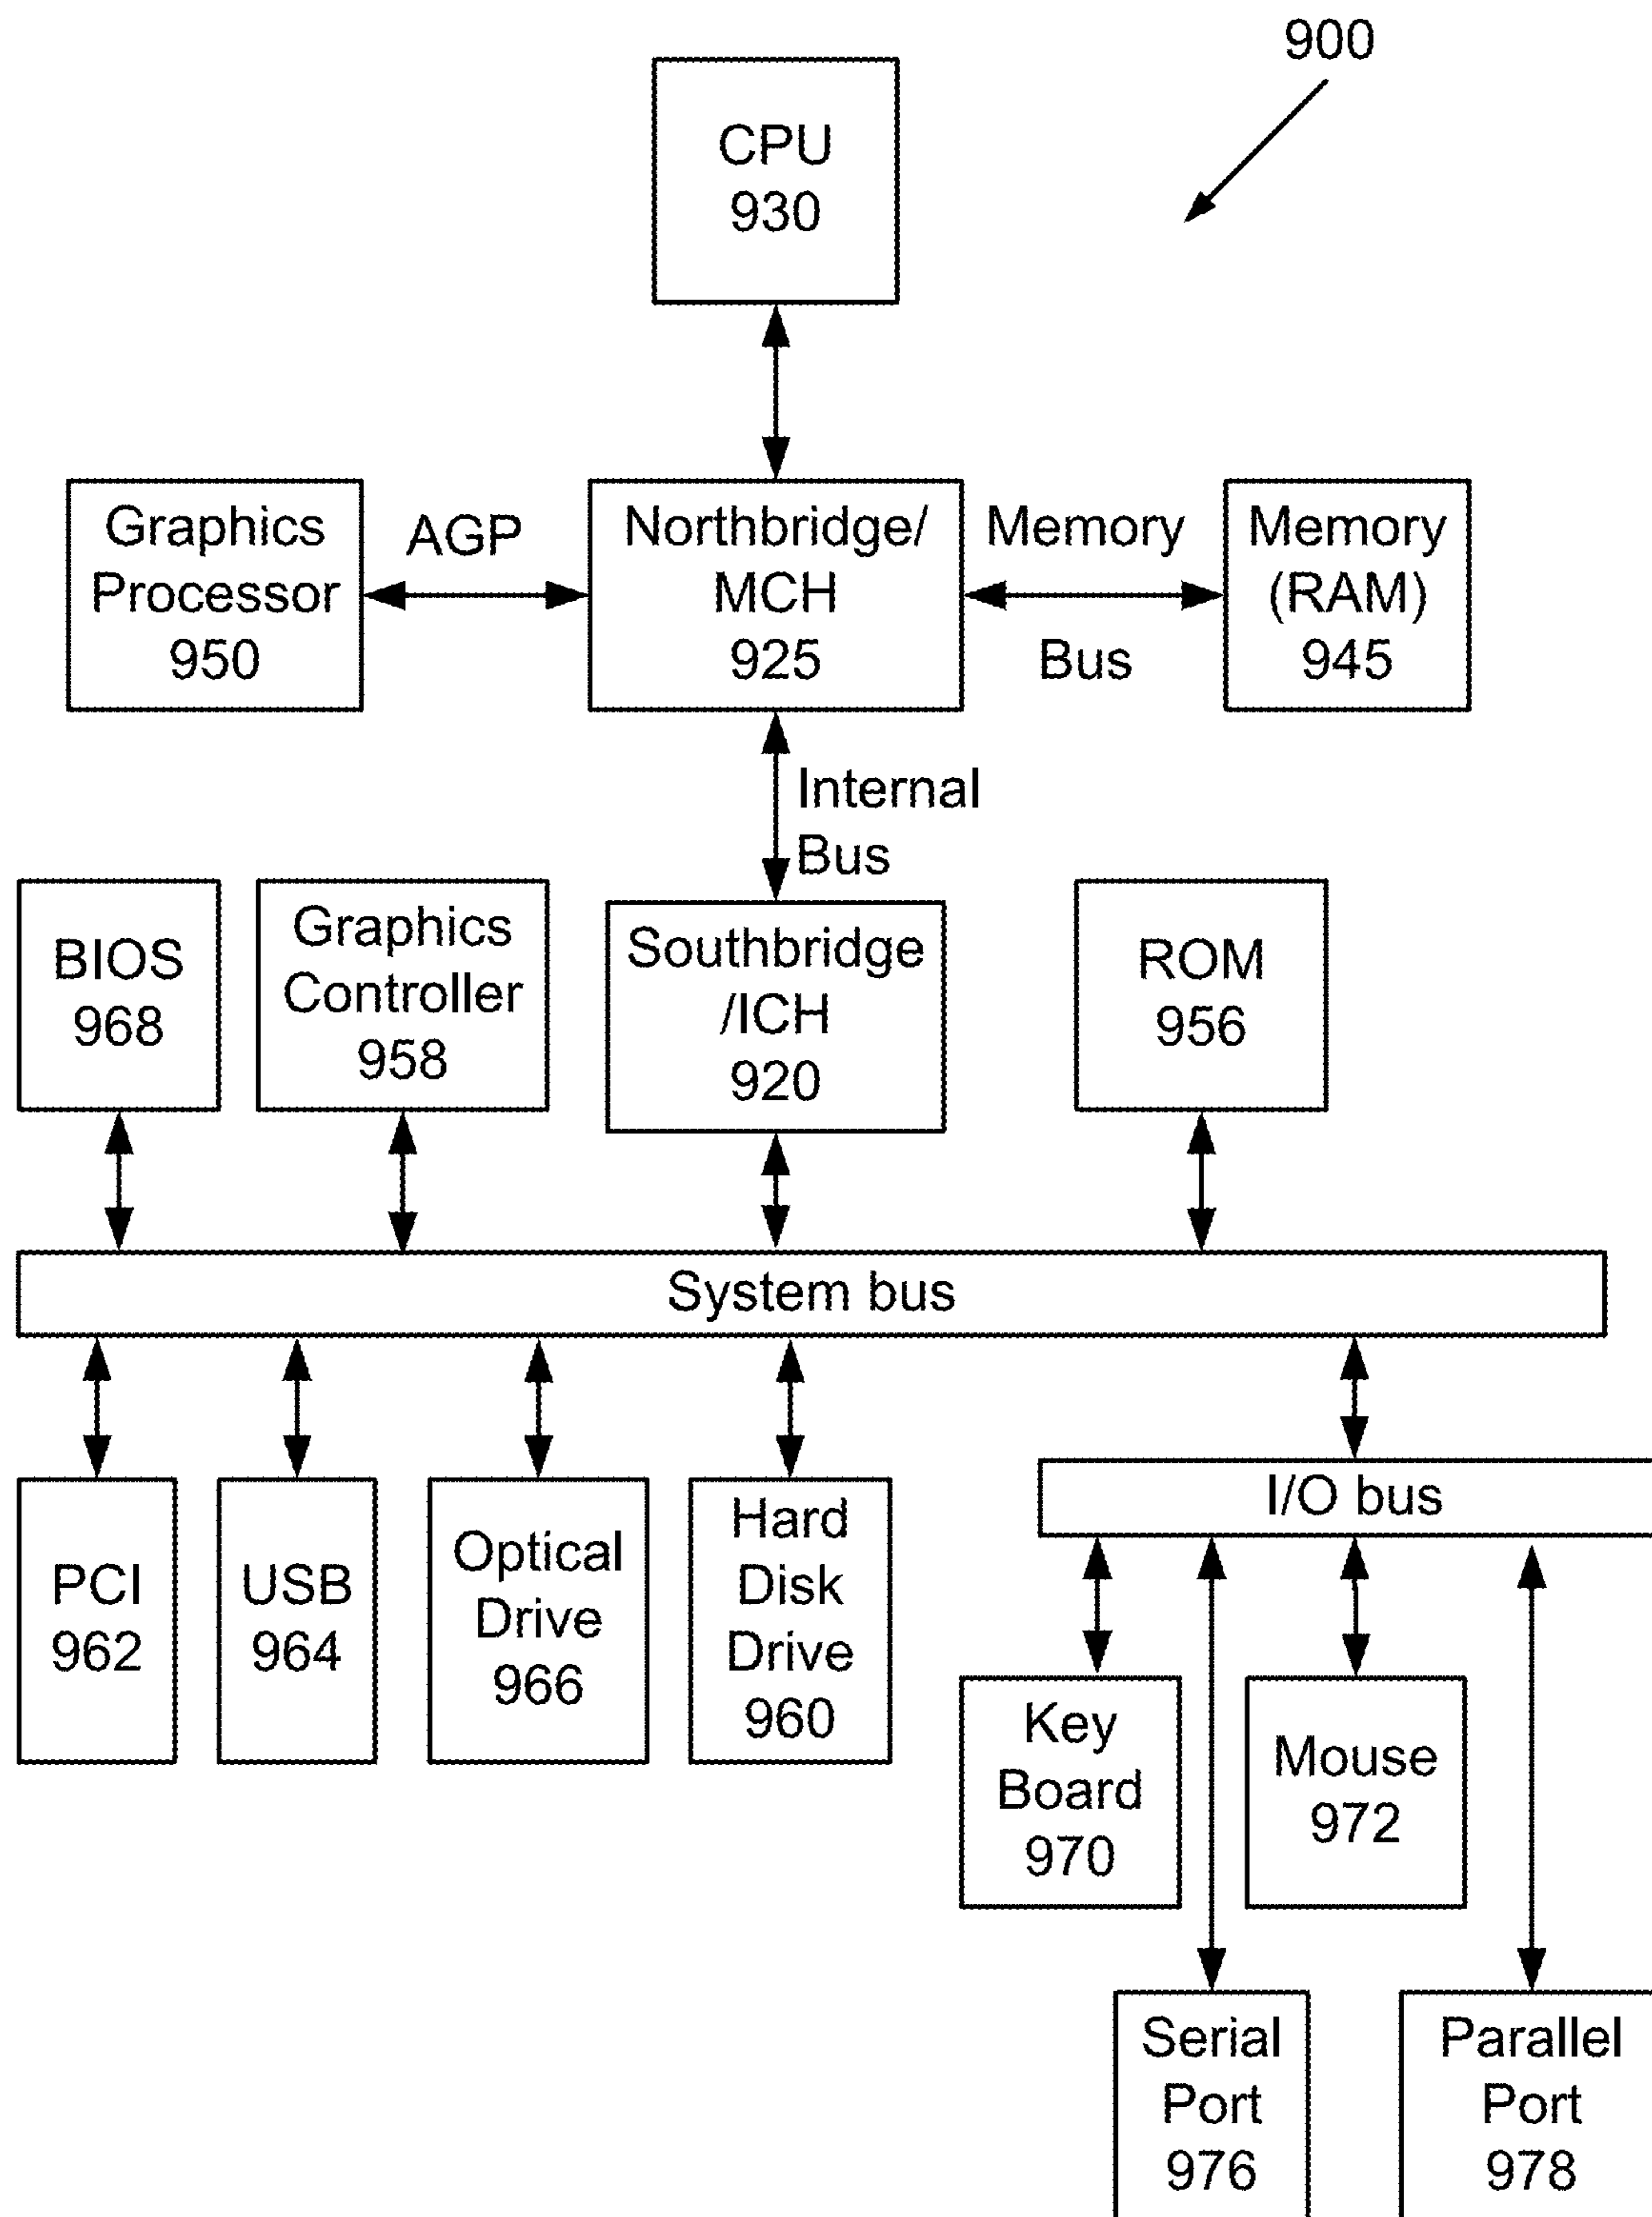 900
CPU
930
Graphics
Processor
950
AGP
Northbridge/
MCH
925
Memory
Bus
Memory
(RAM)
945
Internal
Bus
BIOS
968
Graphics
Controller
958
Southbridge
/ICH
920
ROM
956
System bus
PCI
962
USB
964
Optical
Drive
966
Hard
Disk
Drive
960
I/O bus
Key
Board
970
Mouse
972
Serial
Port
976
Parallel
Port
978